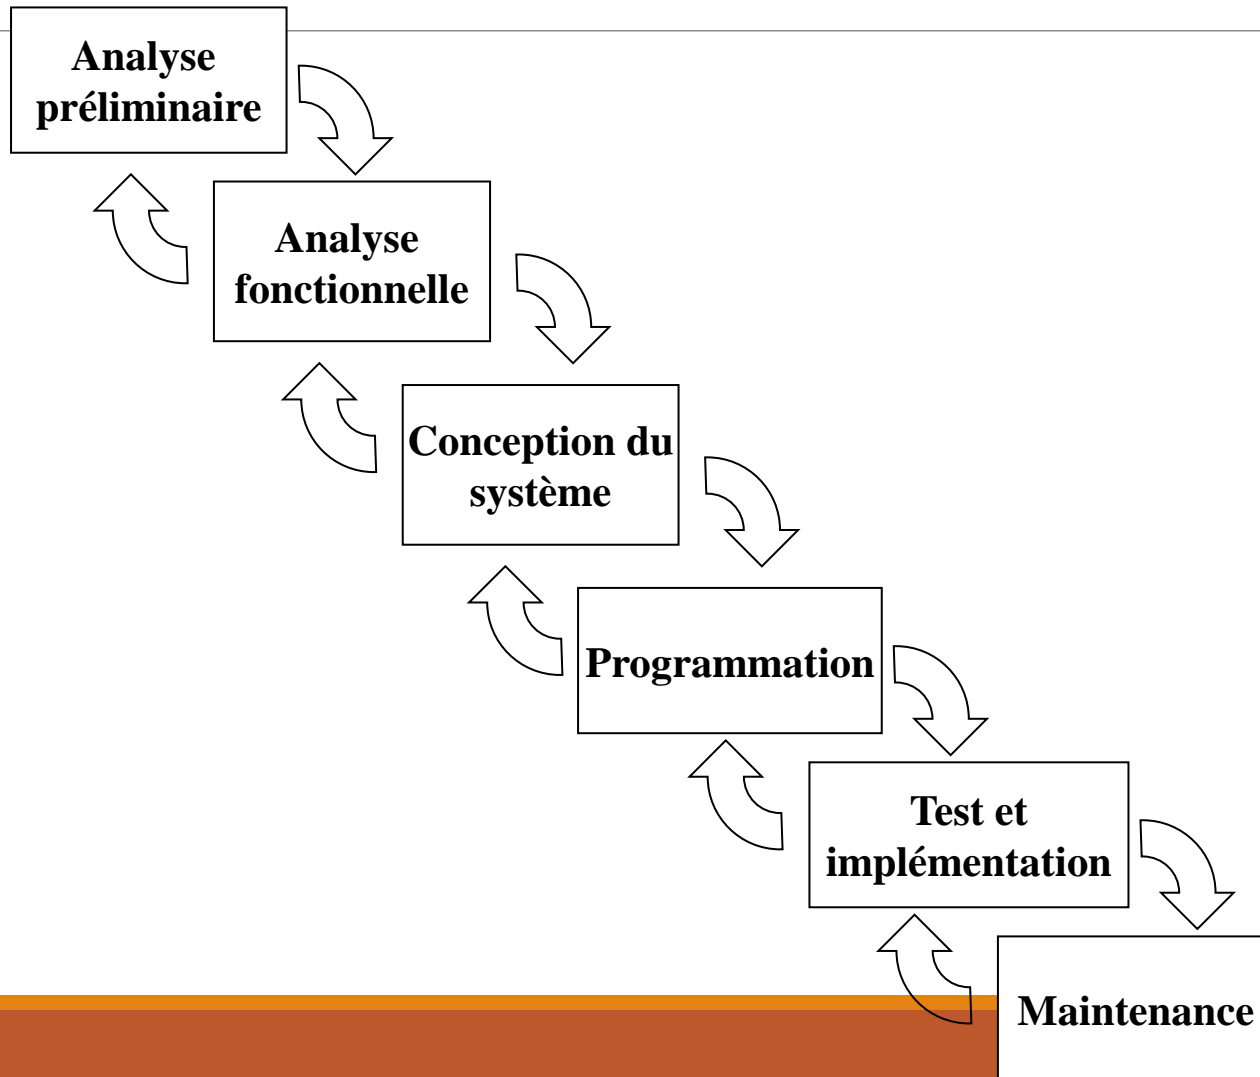 Analyse
préliminaire
Analyse
fonctionnelle
Conception du
système
Programmation
Test et
implémentation
Maintenance